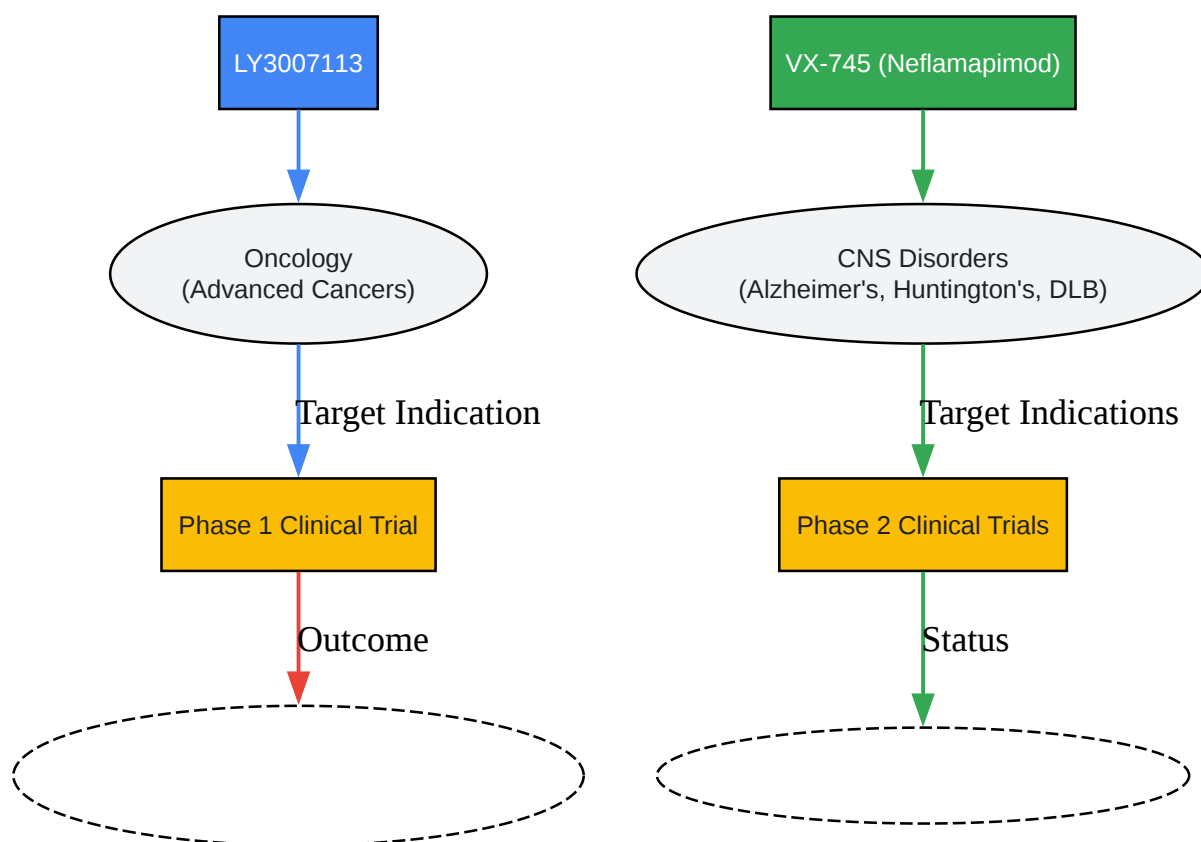 LY3007113
VX-745 (Neflamapimod)
Oncology
(Advanced Cancers)
CNS Disorders
(Alzheimer's, Huntington's, DLB)
Target Indication
Target Indications
Phase 1 Clinical Trial
Phase 2 Clinical Trials
Outcome
Status